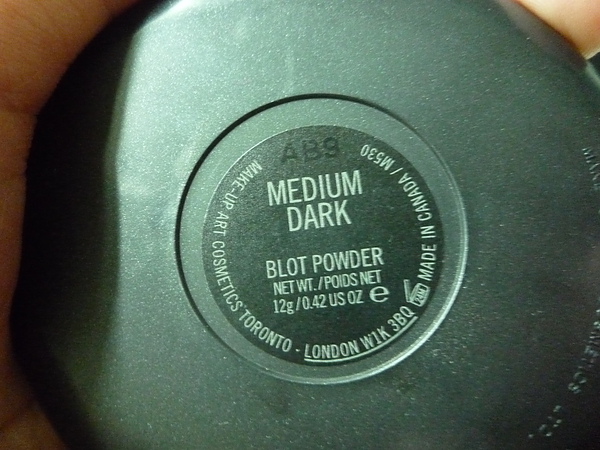 AB9
MEDIUM
DARK
BLOT POWDER
NET WT./POIDS NET
12g/0.42 US OZ e
MAKE-UP ART COSMETICS TORONTO - LONDON W1K 3BQ 24M MADE IN CANADA / M530